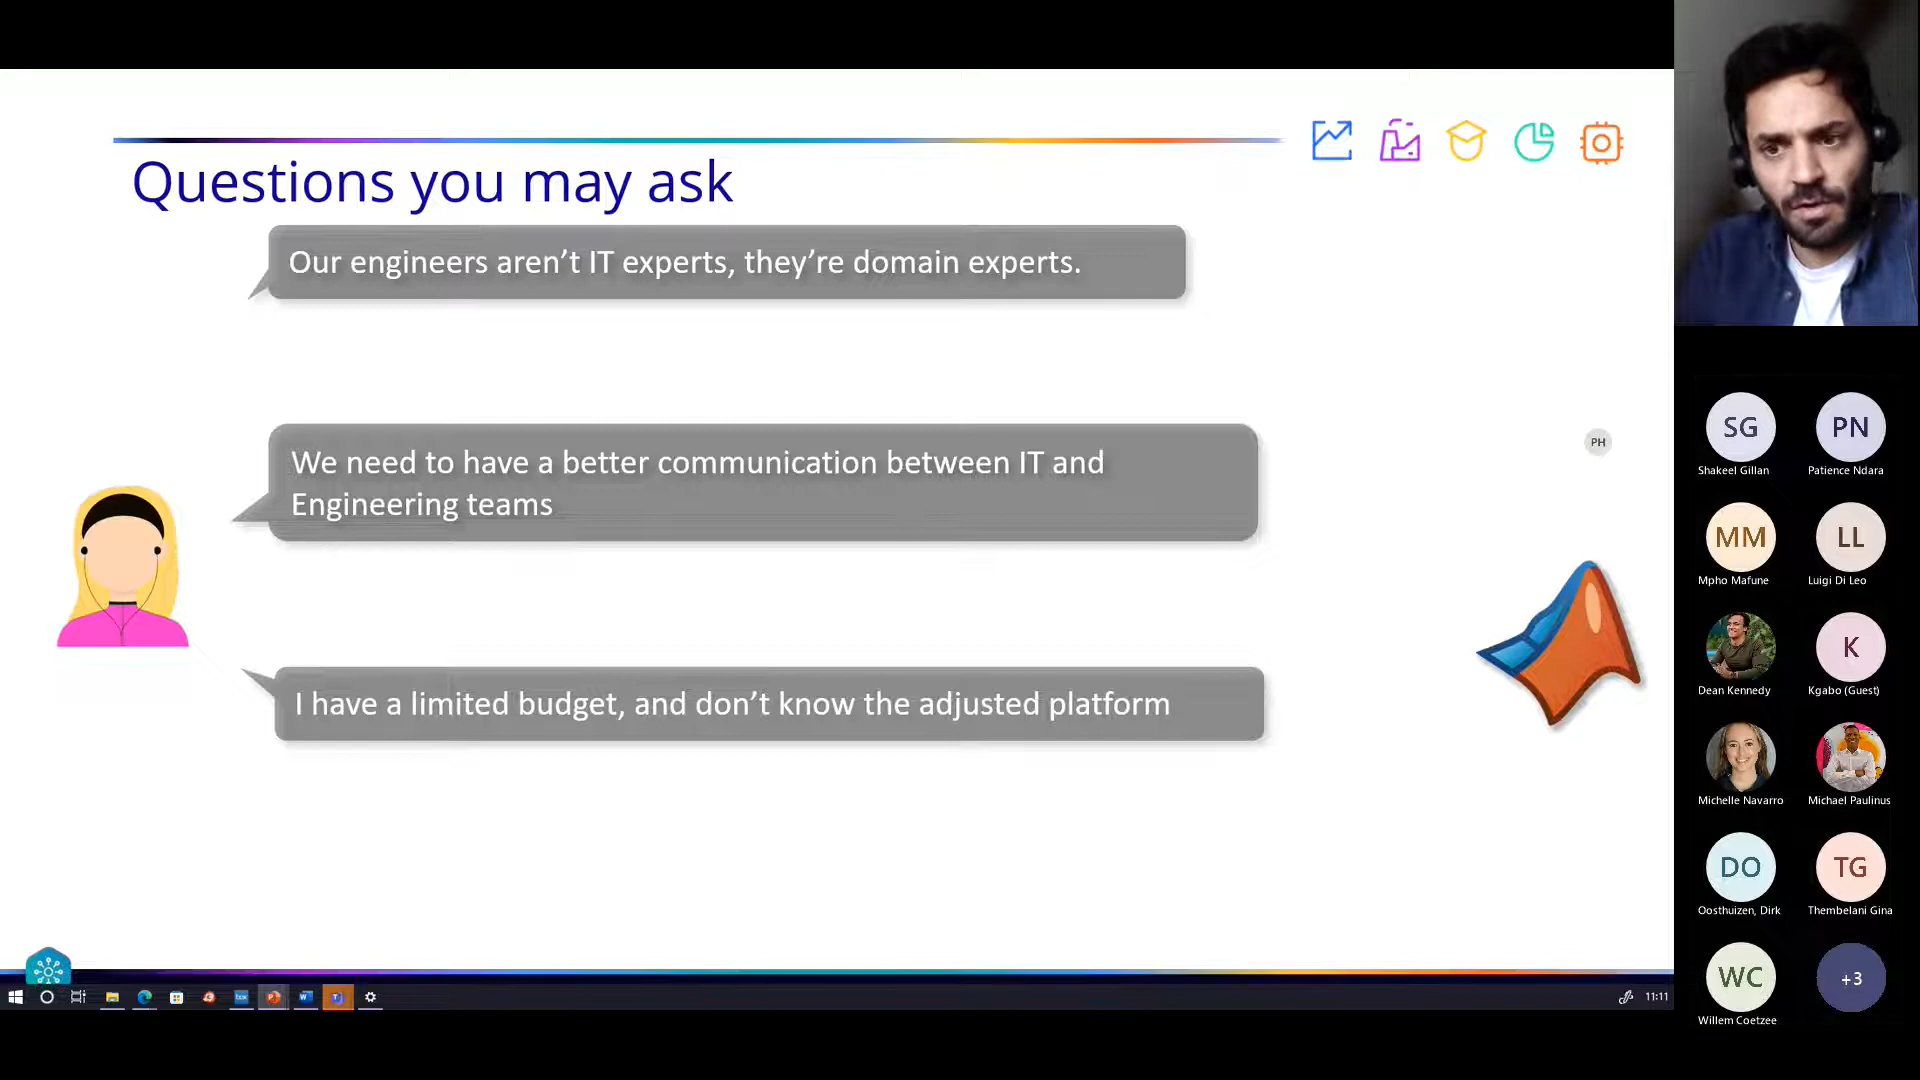 Questions you may ask
Our engineers aren’t IT experts, they’re domain experts.
We need to have a better communication between IT and
Engineering teams
I have a limited budget, and don’t know the adjusted platform
PH
11:11
SG
PN
Shakeel Gillan
Patience Ndara
MM
LL
Mpho Mafune
Luigi Di Leo
K
Dean Kennedy
Kgabo (Guest)
Michelle Navarro
Michael Paulinus
DO
TG
Oosthuizen, Dirk
Thembelani Gina
WC
+3
Willem Coetzee